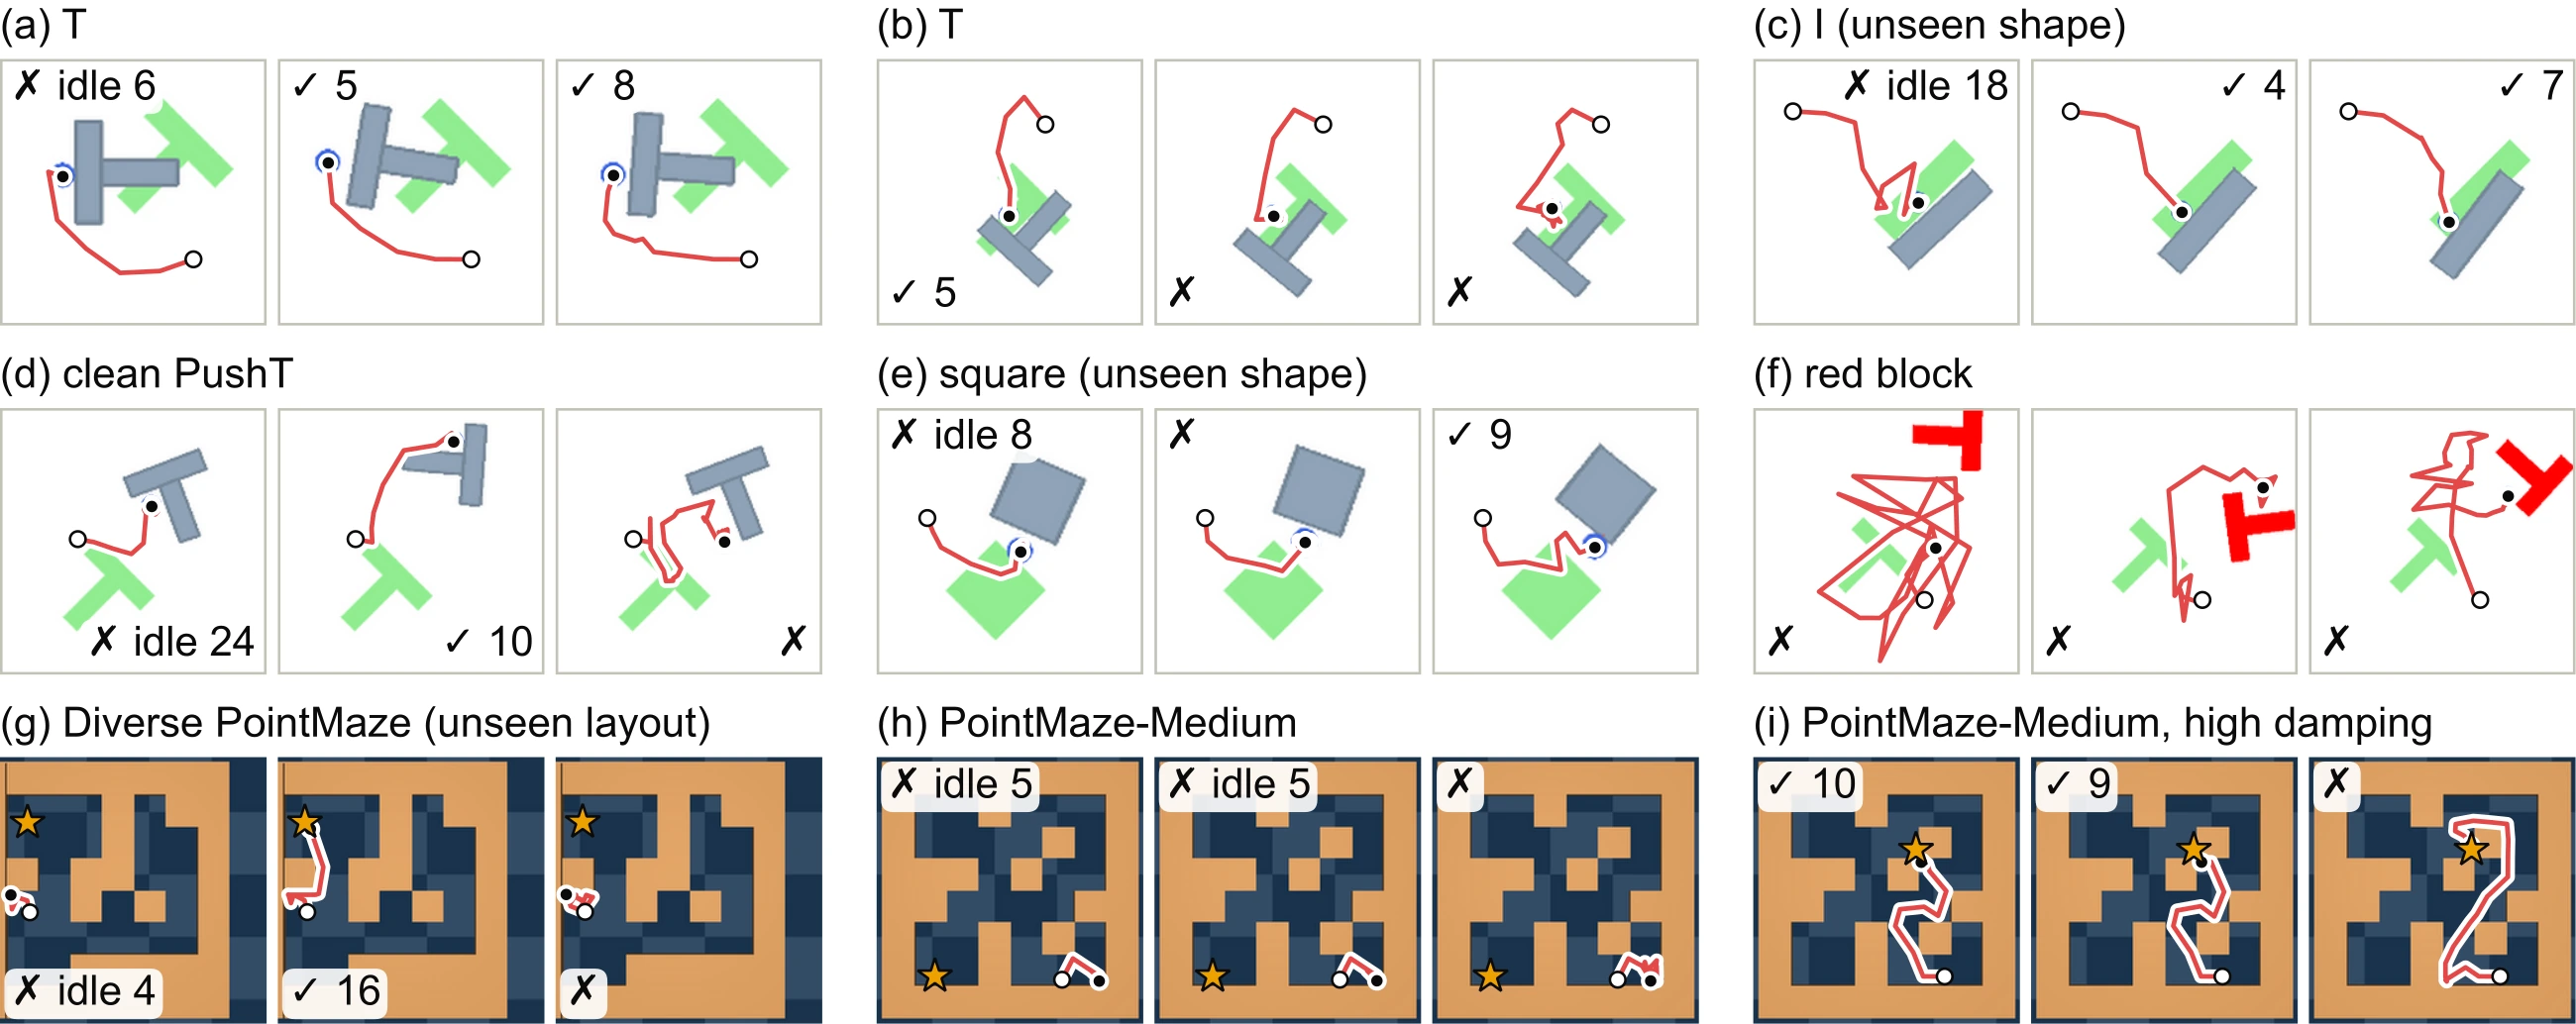 (a) T
✗ idle 6
✓ 5
✓ 8
(b) T
✓ 5
✗
✗
(c) I (unseen shape)
✗ idle 18
✓ 4
✓ 7
(d) clean PushT
✗ idle 24
✓ 10
✗
(e) square (unseen shape)
✗ idle 8
✗
✓ 9
(f) red block
✗
✗
✗
(g) Diverse PointMaze (unseen layout)
✗ idle 4
✓ 16
✗
(h) PointMaze-Medium
✗ idle 5
✗ idle 5
✗
(i) PointMaze-Medium, high damping
✓ 10
✓ 9
✗